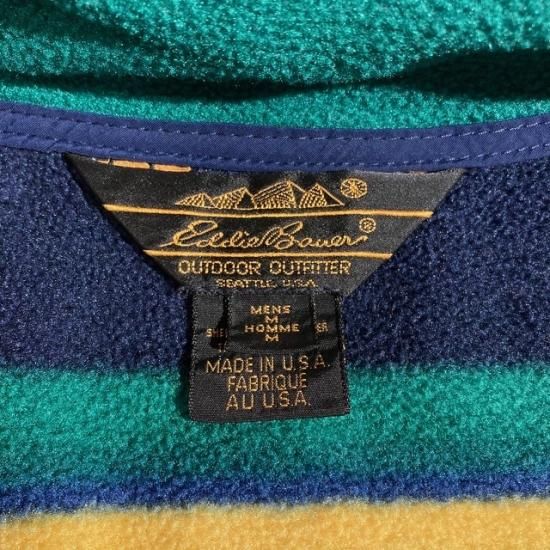 Eddie Bauer®
OUTDOOR OUTFITTER
SEATTLE, U.S.A.
MENS
M
HOMME
M
MADE IN U.S.A.
FABRIQUE
AU U.S.A.